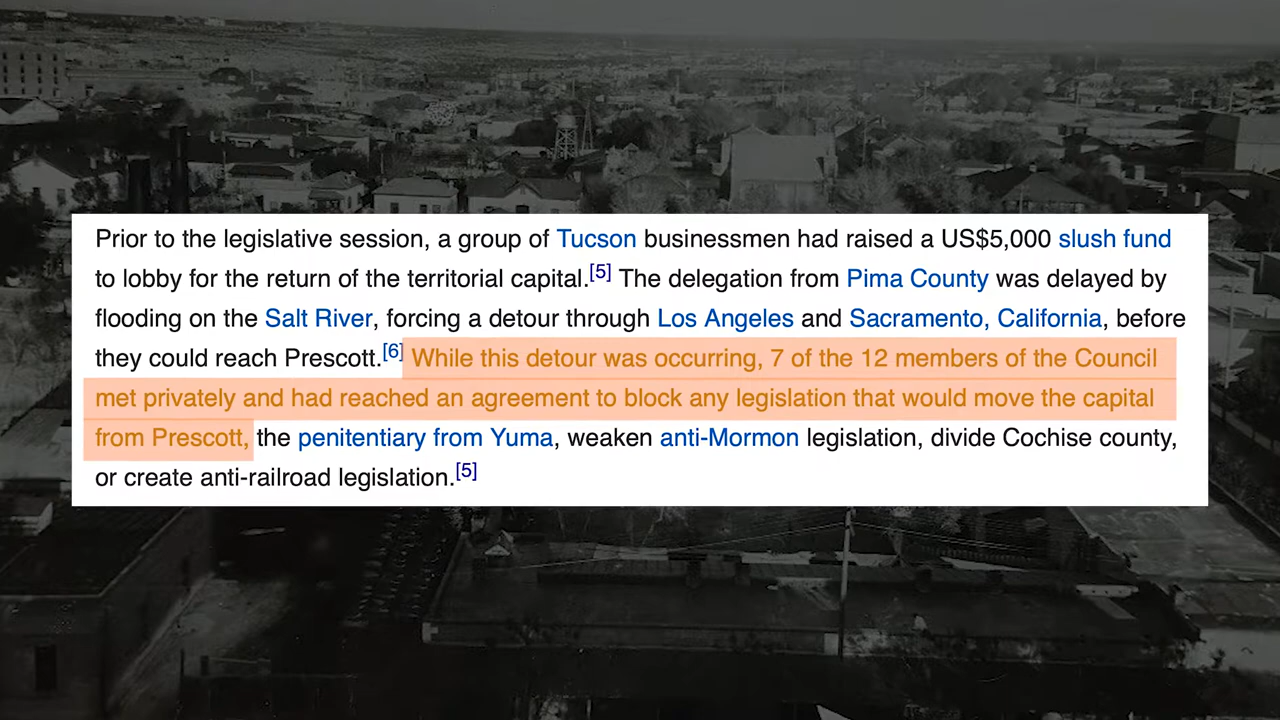 Prior to the legislative session, a group of Tucson businessmen had raised a US$5,000 slush fund
to lobby for the return of the territorial capital.[5] The delegation from Pima County was delayed by
flooding on the Salt River, forcing a detour through Los Angeles and Sacramento, California, before
they could reach Prescott.[6] While this detour was occurring, 7 of the 12 members of the Council
met privately and had reached an agreement to block any legislation that would move the capital
from Prescott, the penitentiary from Yuma, weaken anti-Mormon legislation, divide Cochise county,
or create anti-railroad legislation.[5]